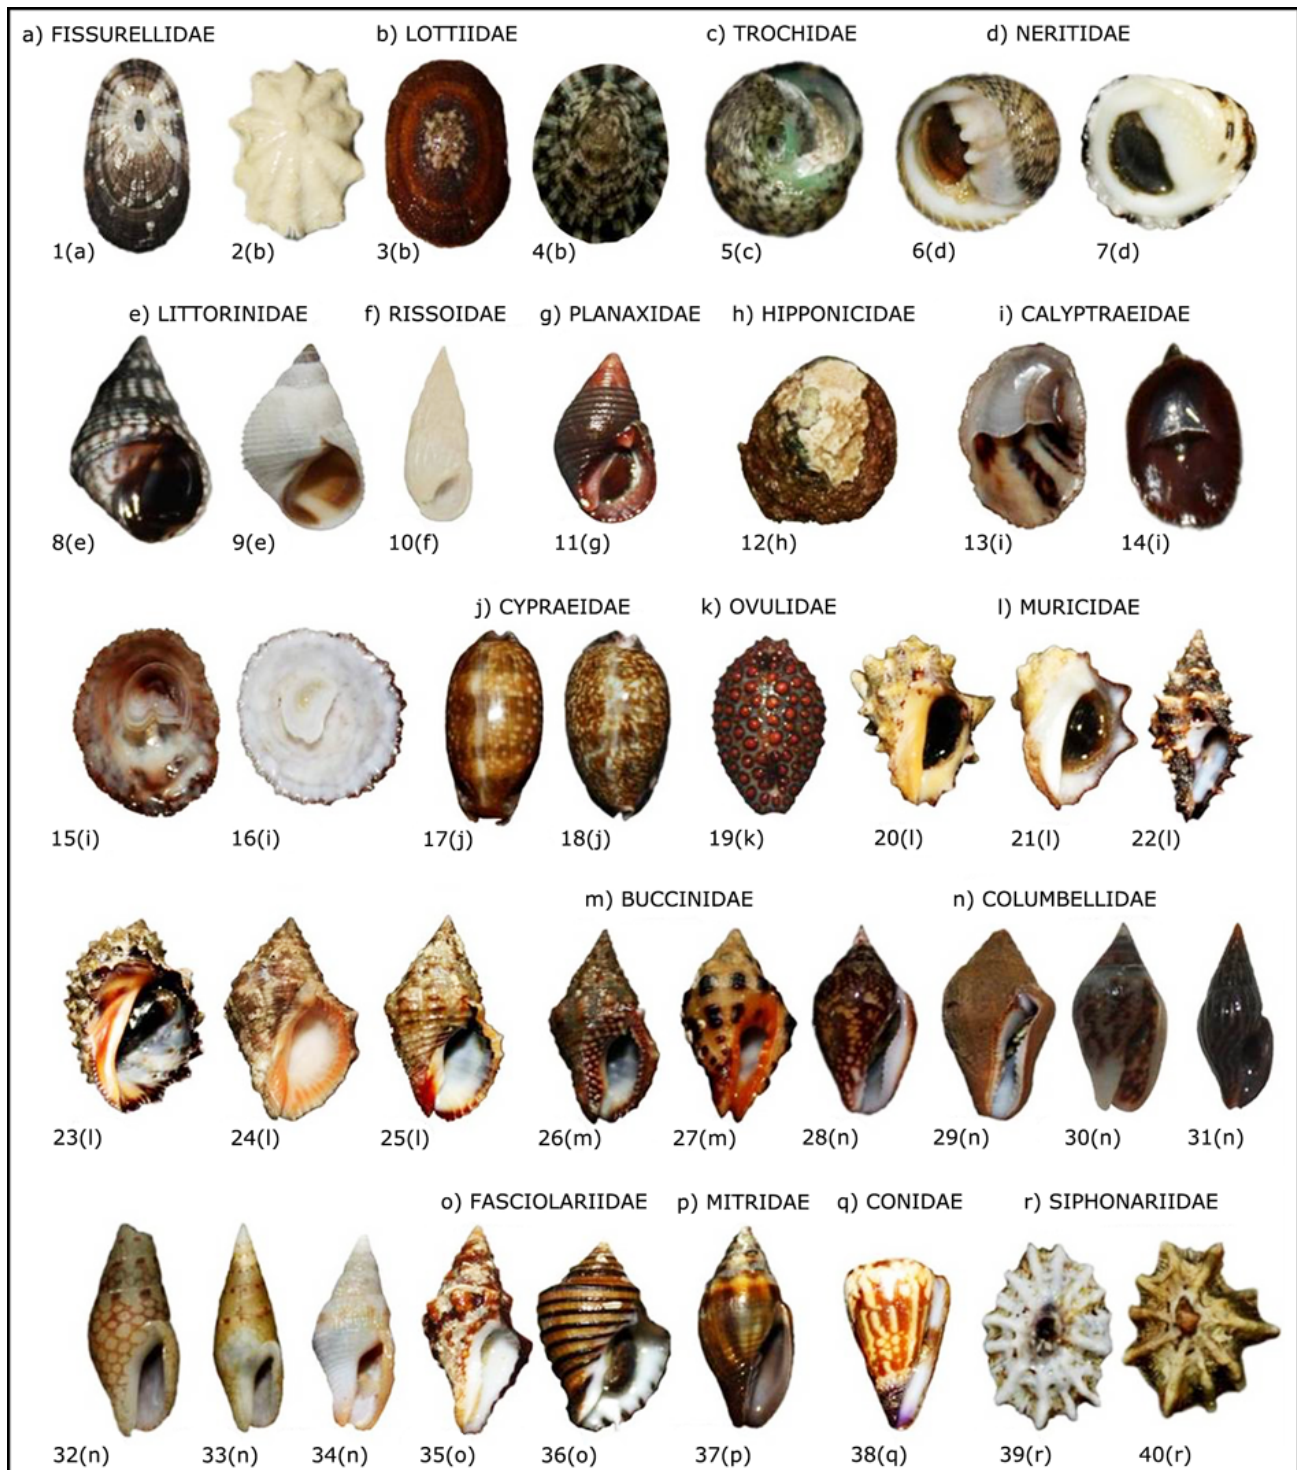 a) FISSURELLIDAE b) LOTTIIDAE c) TROCHIDAE d) NERITIDAE
1(a) 2(b) 3(b) 4(b) 5(c) 6(d) 7(d)
e) LITTORINIDAE f) RISSOIDAE g) PLANAXIDAE h) HIPPONICIDAE i) CALYPTRAEIDAE
8(e) 9(e) 10(f) 11(g) 12(h) 13(i) 14(i)
j) CYPRAEIDAE k) OVULIDAE l) MURICIDAE
15(i) 16(i) 17(j) 18(j) 19(k) 20(l) 21(l) 22(l)
m) BUCCINIDAE n) COLUMBELLIDAE
23(l) 24(l) 25(l) 26(m) 27(m) 28(n) 29(n) 30(n) 31(n)
o) FASCIOLARIIDAE p) MITRIDAE q) CONIDAE r) SIPHONARIIDAE
32(n) 33(n) 34(n) 35(o) 36(o) 37(p) 38(q) 39(r) 40(r)